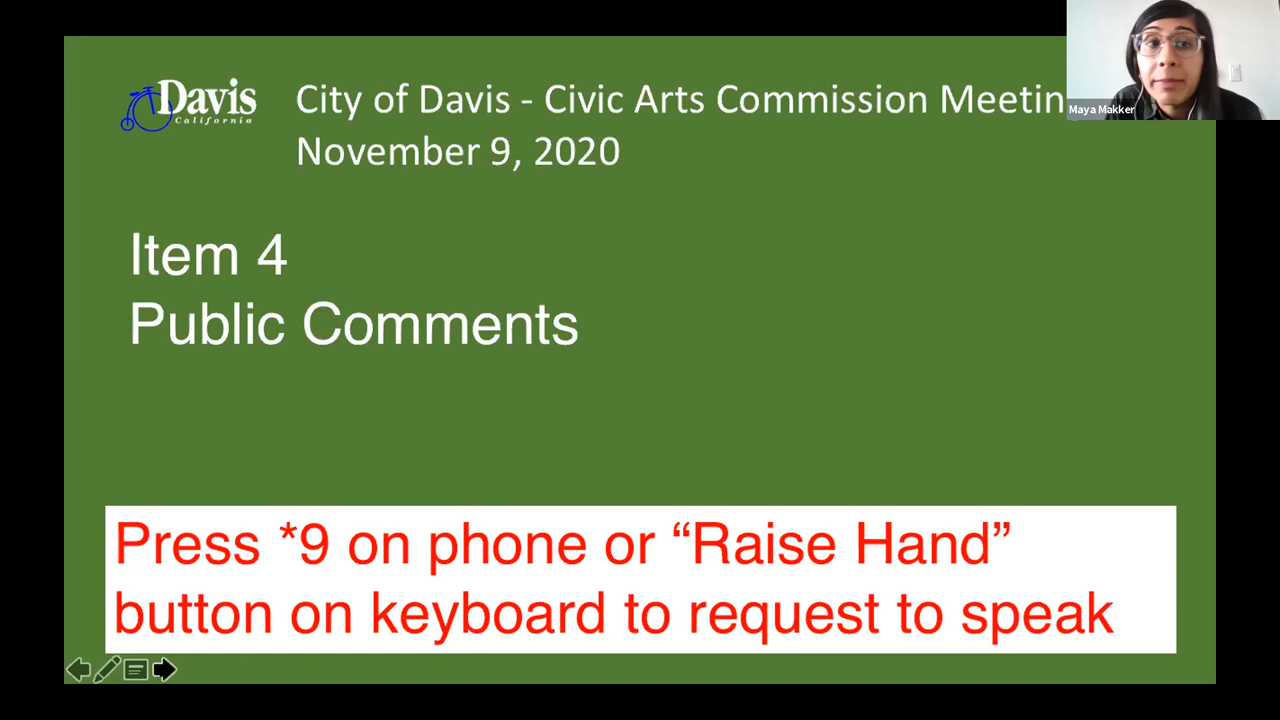 Davis
California
City of Davis - Civic Arts Commission Meetin
November 9, 2020
Maya Makker
Item 4
Public Comments
Press *9 on phone or “Raise Hand”
button on keyboard to request to speak